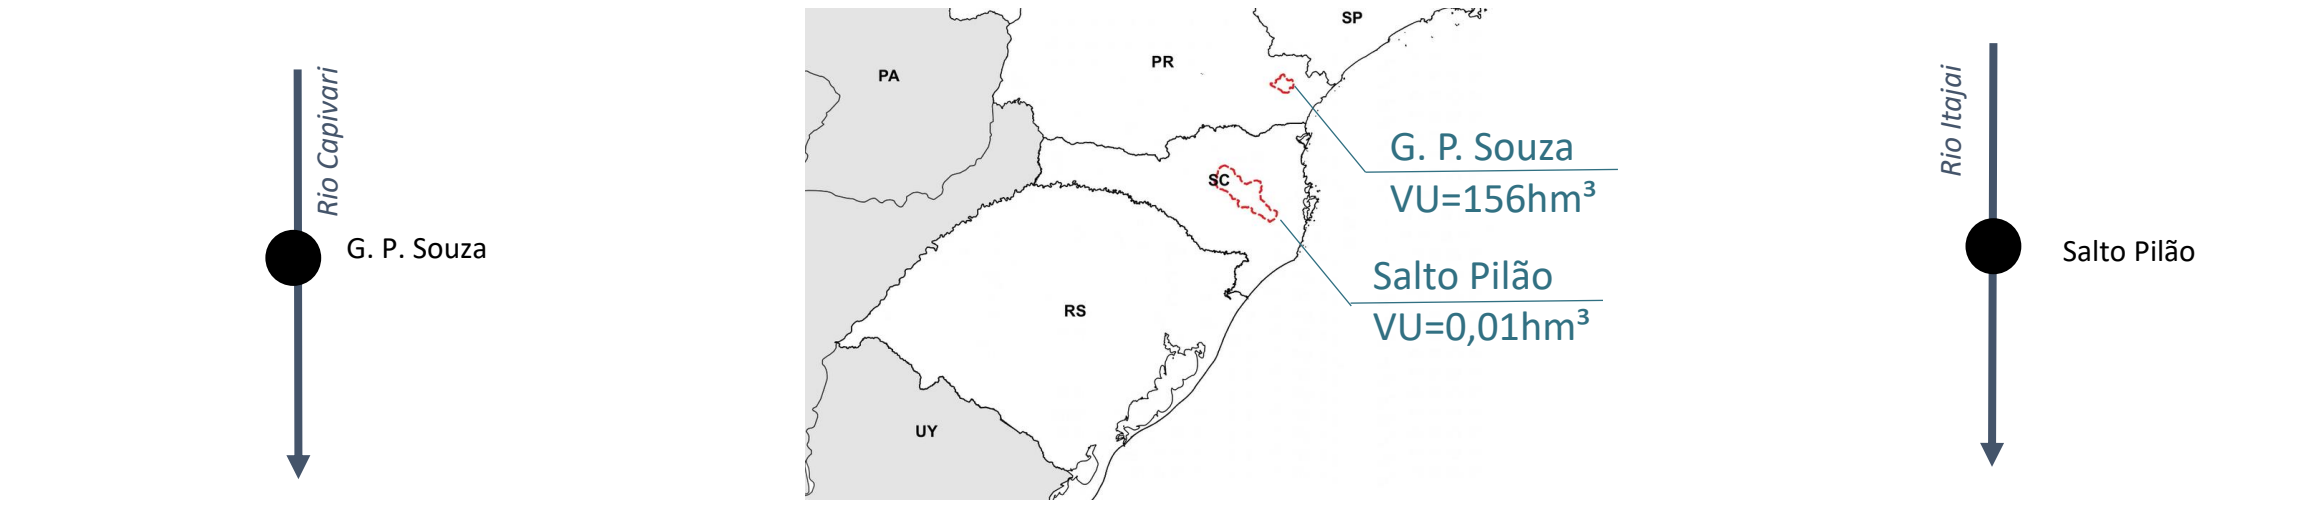 Rio Capivari
G. P. Souza
PA
PR
SP
SC
RS
UY
G. P. Souza
VU=156hm³
Salto Pilão
VU=0,01hm³
Rio Itajai
Salto Pilão